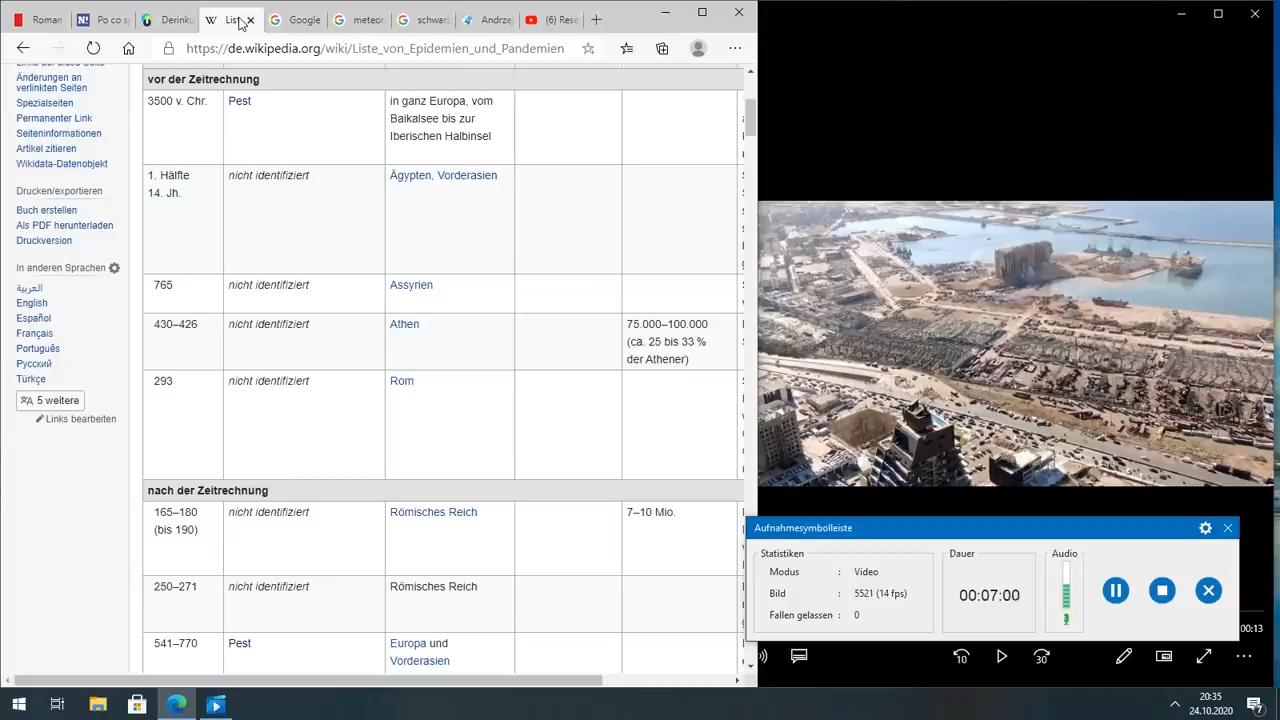 Roman
Po co s
Derinku
List
Google
meteor
schwarz
Andrzej
(6) Rese
https://de.wikipedia.org/wiki/Liste_von_Epidemien_und_Pandemien
Änderungen an
verlinkten Seiten
Spezialseiten
Permanenter Link
Seiteninformationen
Artikel zitieren
Wikidata-Datenobjekt
Drucken/exportieren
Buch erstellen
Als PDF herunterladen
Druckversion
In anderen Sprachen
العربية
English
Español
Français
Português
Русский
Türkçe
5 weitere
Links bearbeiten
vor der Zeitrechnung
3500 v. Chr. Pest in ganz Europa, vom
Baikalsee bis zur
Iberischen Halbinsel
1. Hälfte nicht identifiziert Ägypten, Vorderasien
14. Jh.
765 nicht identifiziert Assyrien
430–426 nicht identifiziert Athen 75.000–100.000
(ca. 25 bis 33 %
der Athener)
293 nicht identifiziert Rom
nach der Zeitrechnung
165–180 nicht identifiziert Römisches Reich 7–10 Mio.
(bis 190)
250–271 nicht identifiziert Römisches Reich
541–770 Pest Europa und
Vorderasien
Aufnahmesymbolleiste
Statistiken Dauer Audio
Modus : Video
Bild : 5521 (14 fps)
00:07:00
Fallen gelassen : 0
00:13
10
30
20:35
24.10.2020
7